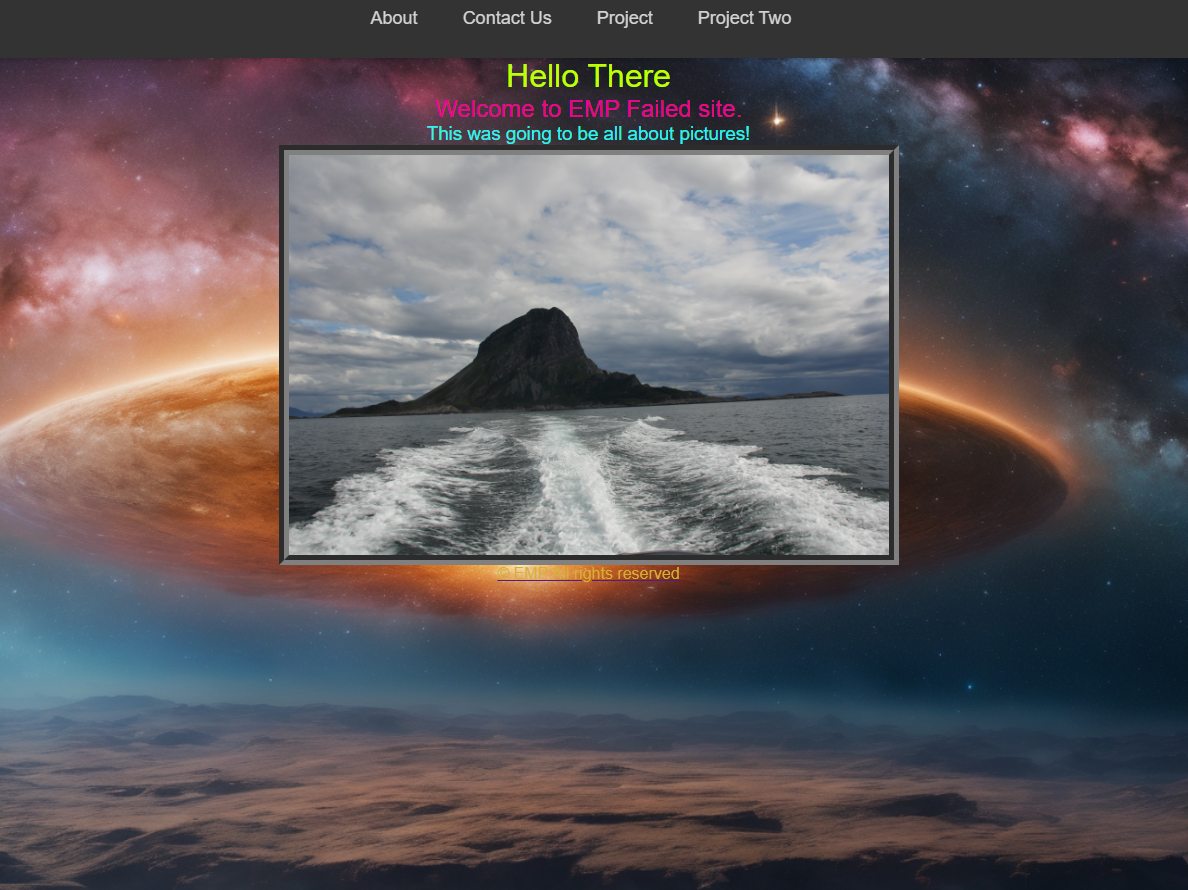 About Contact Us Project Project Two
Hello There
Welcome to EMP Failed site.
This was going to be all about pictures!
© EMP all rights reserved